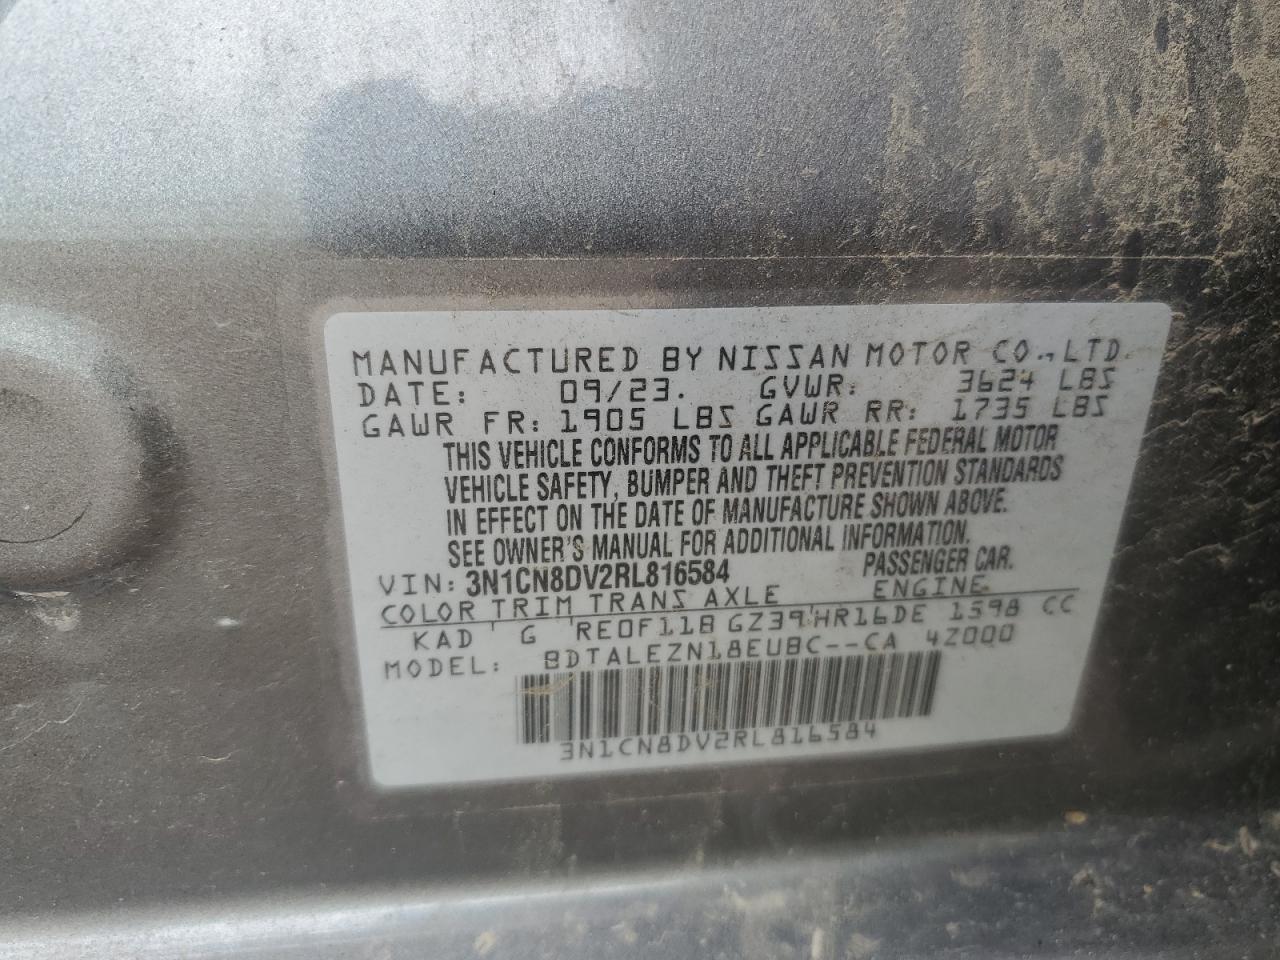 MANUFACTURED BY NISSAN MOTOR CO., LTD.
DATE: 09/23. GVWR: 3624 LBS
GAWR FR: 1905 LBS GAWR RR: 1735 LBS
THIS VEHICLE CONFORMS TO ALL APPLICABLE FEDERAL MOTOR
VEHICLE SAFETY, BUMPER AND THEFT PREVENTION STANDARDS
IN EFFECT ON THE DATE OF MANUFACTURE SHOWN ABOVE.
SEE OWNER'S MANUAL FOR ADDITIONAL INFORMATION.
VIN: 3N1CN8DV2RL816584 PASSENGER CAR.
COLOR TRIM TRANS AXLE ENGINE
KAD G RE0F11B GZ39 HR16DE 1598 CC
MODEL: BDTALEZN18EUBC--CA 4Z000
3N1CN8DV2RL816584